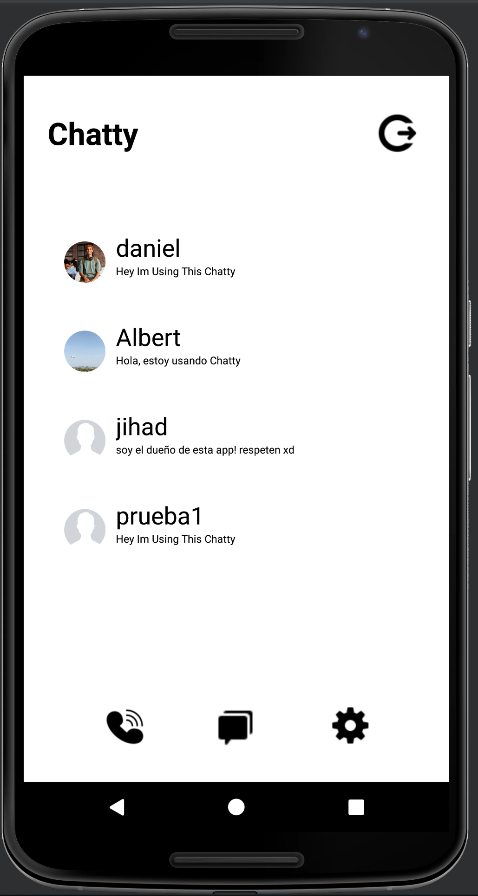 Chatty
daniel
Hey Im Using This Chatty
Albert
Hola, estoy usando Chatty
jihad
soy el dueño de esta app! respeten xd
prueba1
Hey Im Using This Chatty